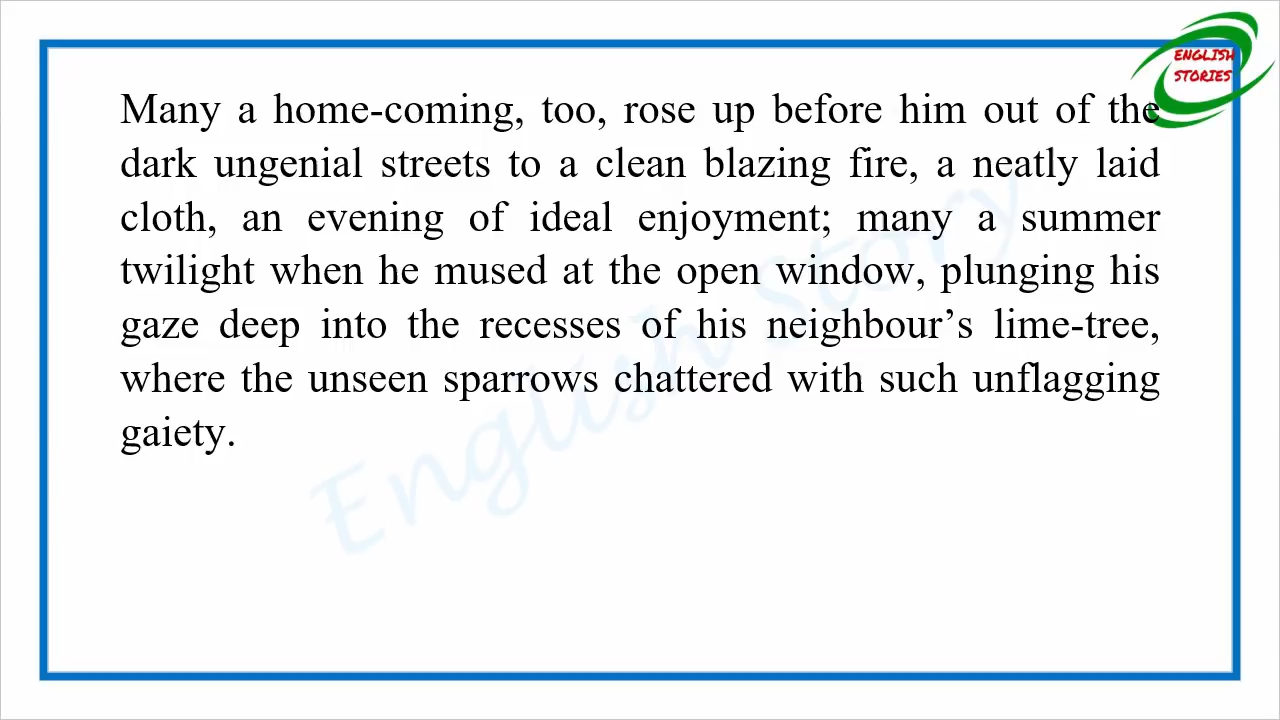 ENGLISH
STORIES
Many a home-coming, too, rose up before him out of the
dark ungenial streets to a clean blazing fire, a neatly laid
cloth, an evening of ideal enjoyment; many a summer
twilight when he mused at the open window, plunging his
gaze deep into the recesses of his neighbour’s lime-tree,
where the unseen sparrows chattered with such unflagging
gaiety.
English Story